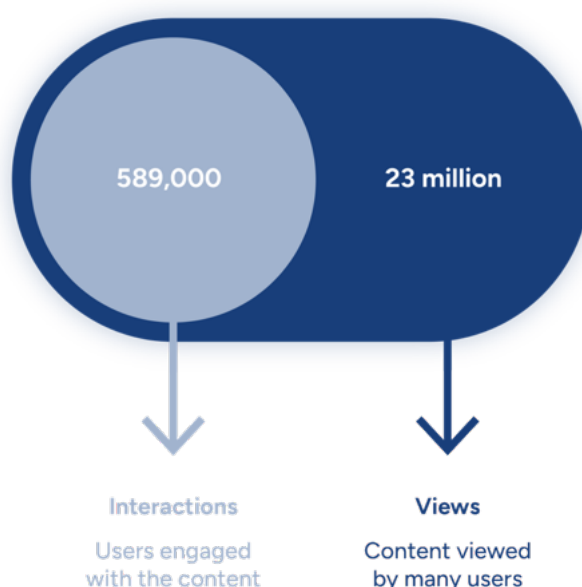 589,000
23 million
Interactions
Users engaged
with the content
Views
Content viewed
by many users